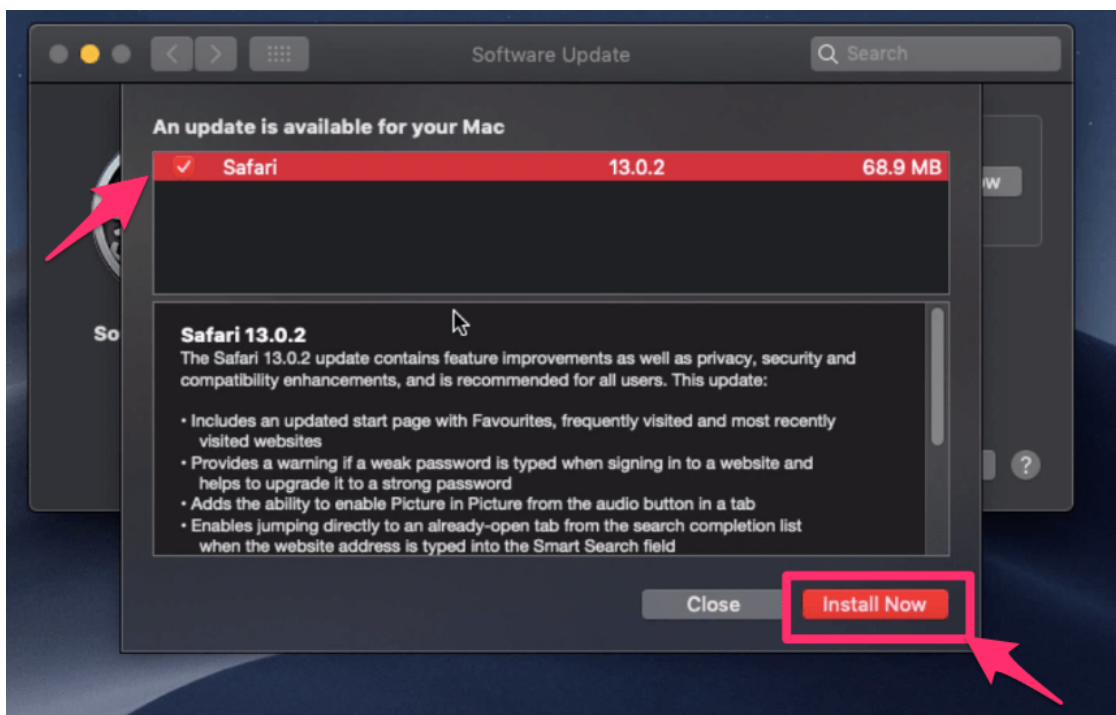 Software Update
Search
An update is available for your Mac
Safari 13.0.2 68.9 MB
Safari 13.0.2
The Safari 13.0.2 update contains feature improvements as well as privacy, security and
compatibility enhancements, and is recommended for all users. This update:
• Includes an updated start page with Favourites, frequently visited and most recently
visited websites
• Provides a warning if a weak password is typed when signing in to a website and
helps to upgrade it to a strong password
• Adds the ability to enable Picture in Picture from the audio button in a tab
• Enables jumping directly to an already-open tab from the search completion list
when the website address is typed into the Smart Search field
?
Close Install Now